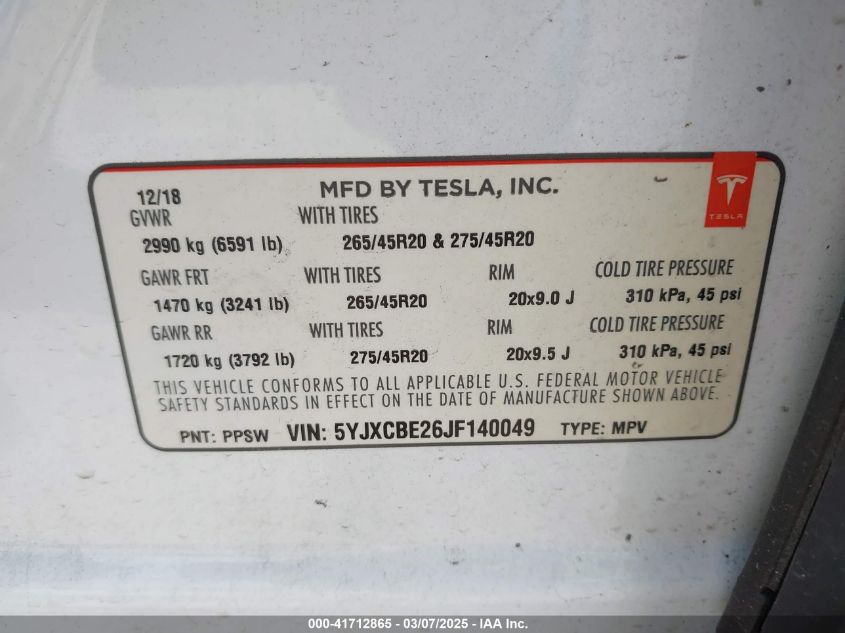 12/18 MFD BY TESLA, INC.
TESLA
GVWR WITH TIRES
2990 kg (6591 lb) 265/45R20 & 275/45R20
GAWR FRT WITH TIRES RIM COLD TIRE PRESSURE
1470 kg (3241 lb) 265/45R20 20x9.0 J 310 kPa, 45 psi
GAWR RR WITH TIRES RIM COLD TIRE PRESSURE
1720 kg (3792 lb) 275/45R20 20x9.5 J 310 kPa, 45 psi
THIS VEHICLE CONFORMS TO ALL APPLICABLE U.S. FEDERAL MOTOR VEHICLE
SAFETY STANDARDS IN EFFECT ON THE DATE OF MANUFACTURE SHOWN ABOVE.
PNT: PPSW VIN: 5YJXCBE26JF140049 TYPE: MPV
000-41712865 - 03/07/2025 - IAA Inc.